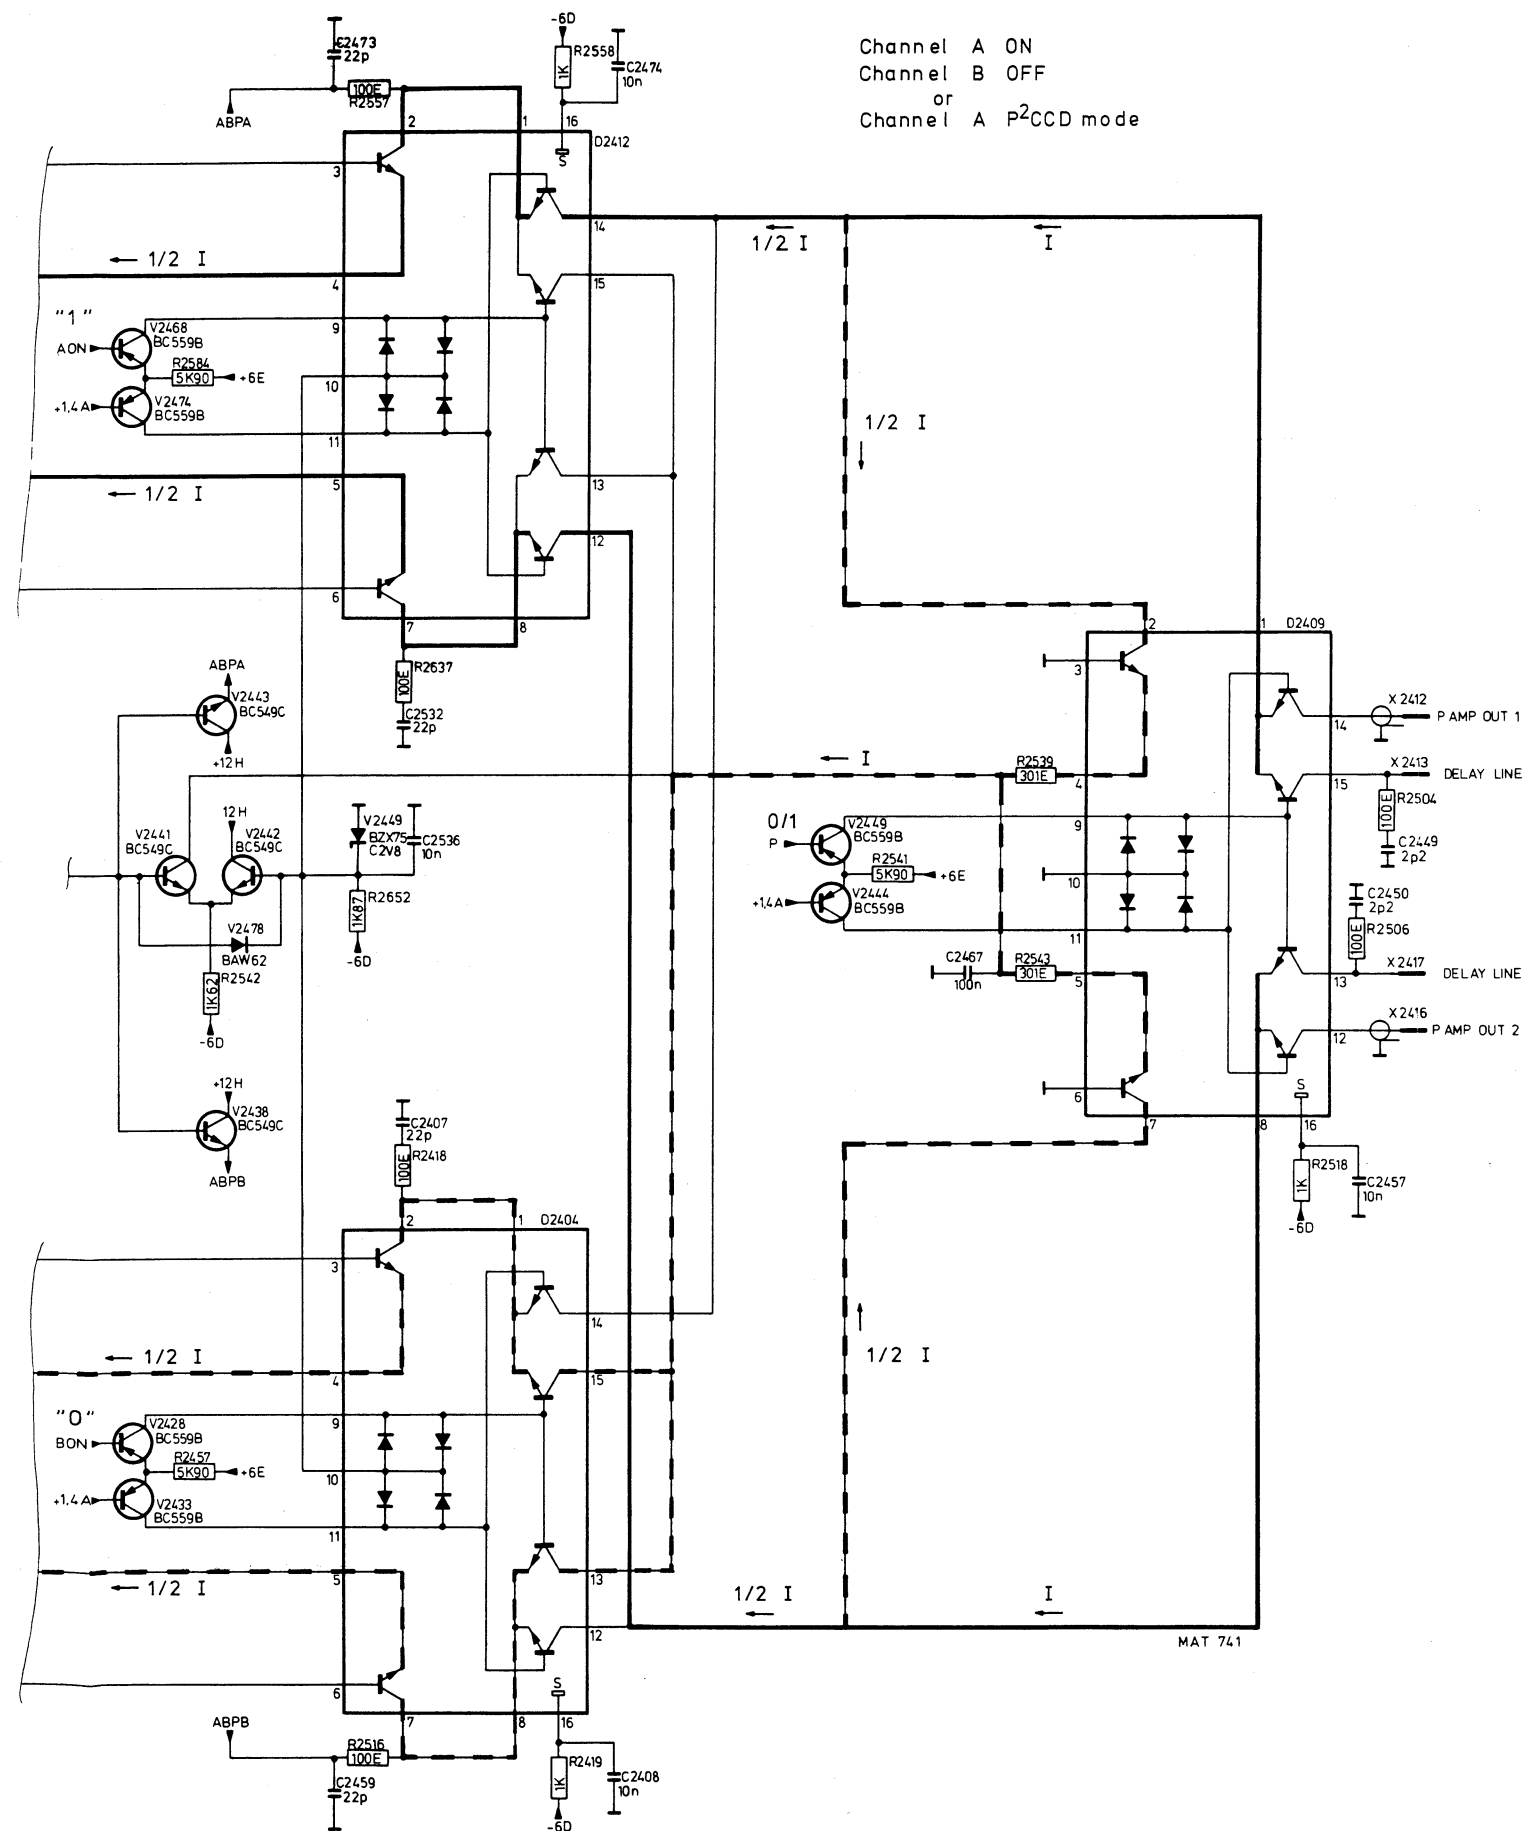 Channel A ON
Channel B OFF
or
Channel A P²CCD mode
C2473
22p
-6D
R2558
1K
C2474
10n
100E
R2557
ABPA
2
1
16
D2412
S
3
14
1/2 I
I
1/2 I
4
15
"1"
V2468
BC559B
AON
R2584
5K90
+6E
+1,4A
V2474
BC559B
9
10
11
1/2 I
5
1/2 I
13
12
6
7
8
R2637
100E
C2532
22p
ABPA
V2443
BC549C
+12H
12H
V2441
BC549C
V2442
BC549C
V2449
BZX75
C2V8
C2536
10n
R2652
1K87
-6D
V2478
BAW62
R2542
1K62
-6D
+12H
V2438
BC549C
ABPB
2
1
D2409
3
X2412
14
P AMP OUT 1
I
R2539
301E
4
X2413
15
DELAY LINE
R2504
100E
C2449
2p2
0/1
P
V2449
BC559B
R2541
5K90
+6E
+1,4A
V2444
BC559B
9
10
11
C2450
2p2
R2506
100E
C2467
100n
R2543
301E
5
X2417
13
DELAY LINE
X2416
12
P AMP OUT 2
6
S
7
8
16
R2518
1K
C2457
10n
-6D
C2407
22p
R2418
100E
2
1
D2404
3
14
1/2 I
1/2 I
4
15
"0"
V2428
BC559B
BON
R2457
5K90
+6E
+1,4A
V2433
BC559B
9
10
11
5
1/2 I
13
1/2 I
I
12
MAT 741
6
S
7
8
16
ABPB
R2516
100E
C2459
22p
R2419
1K
C2408
10n
-6D